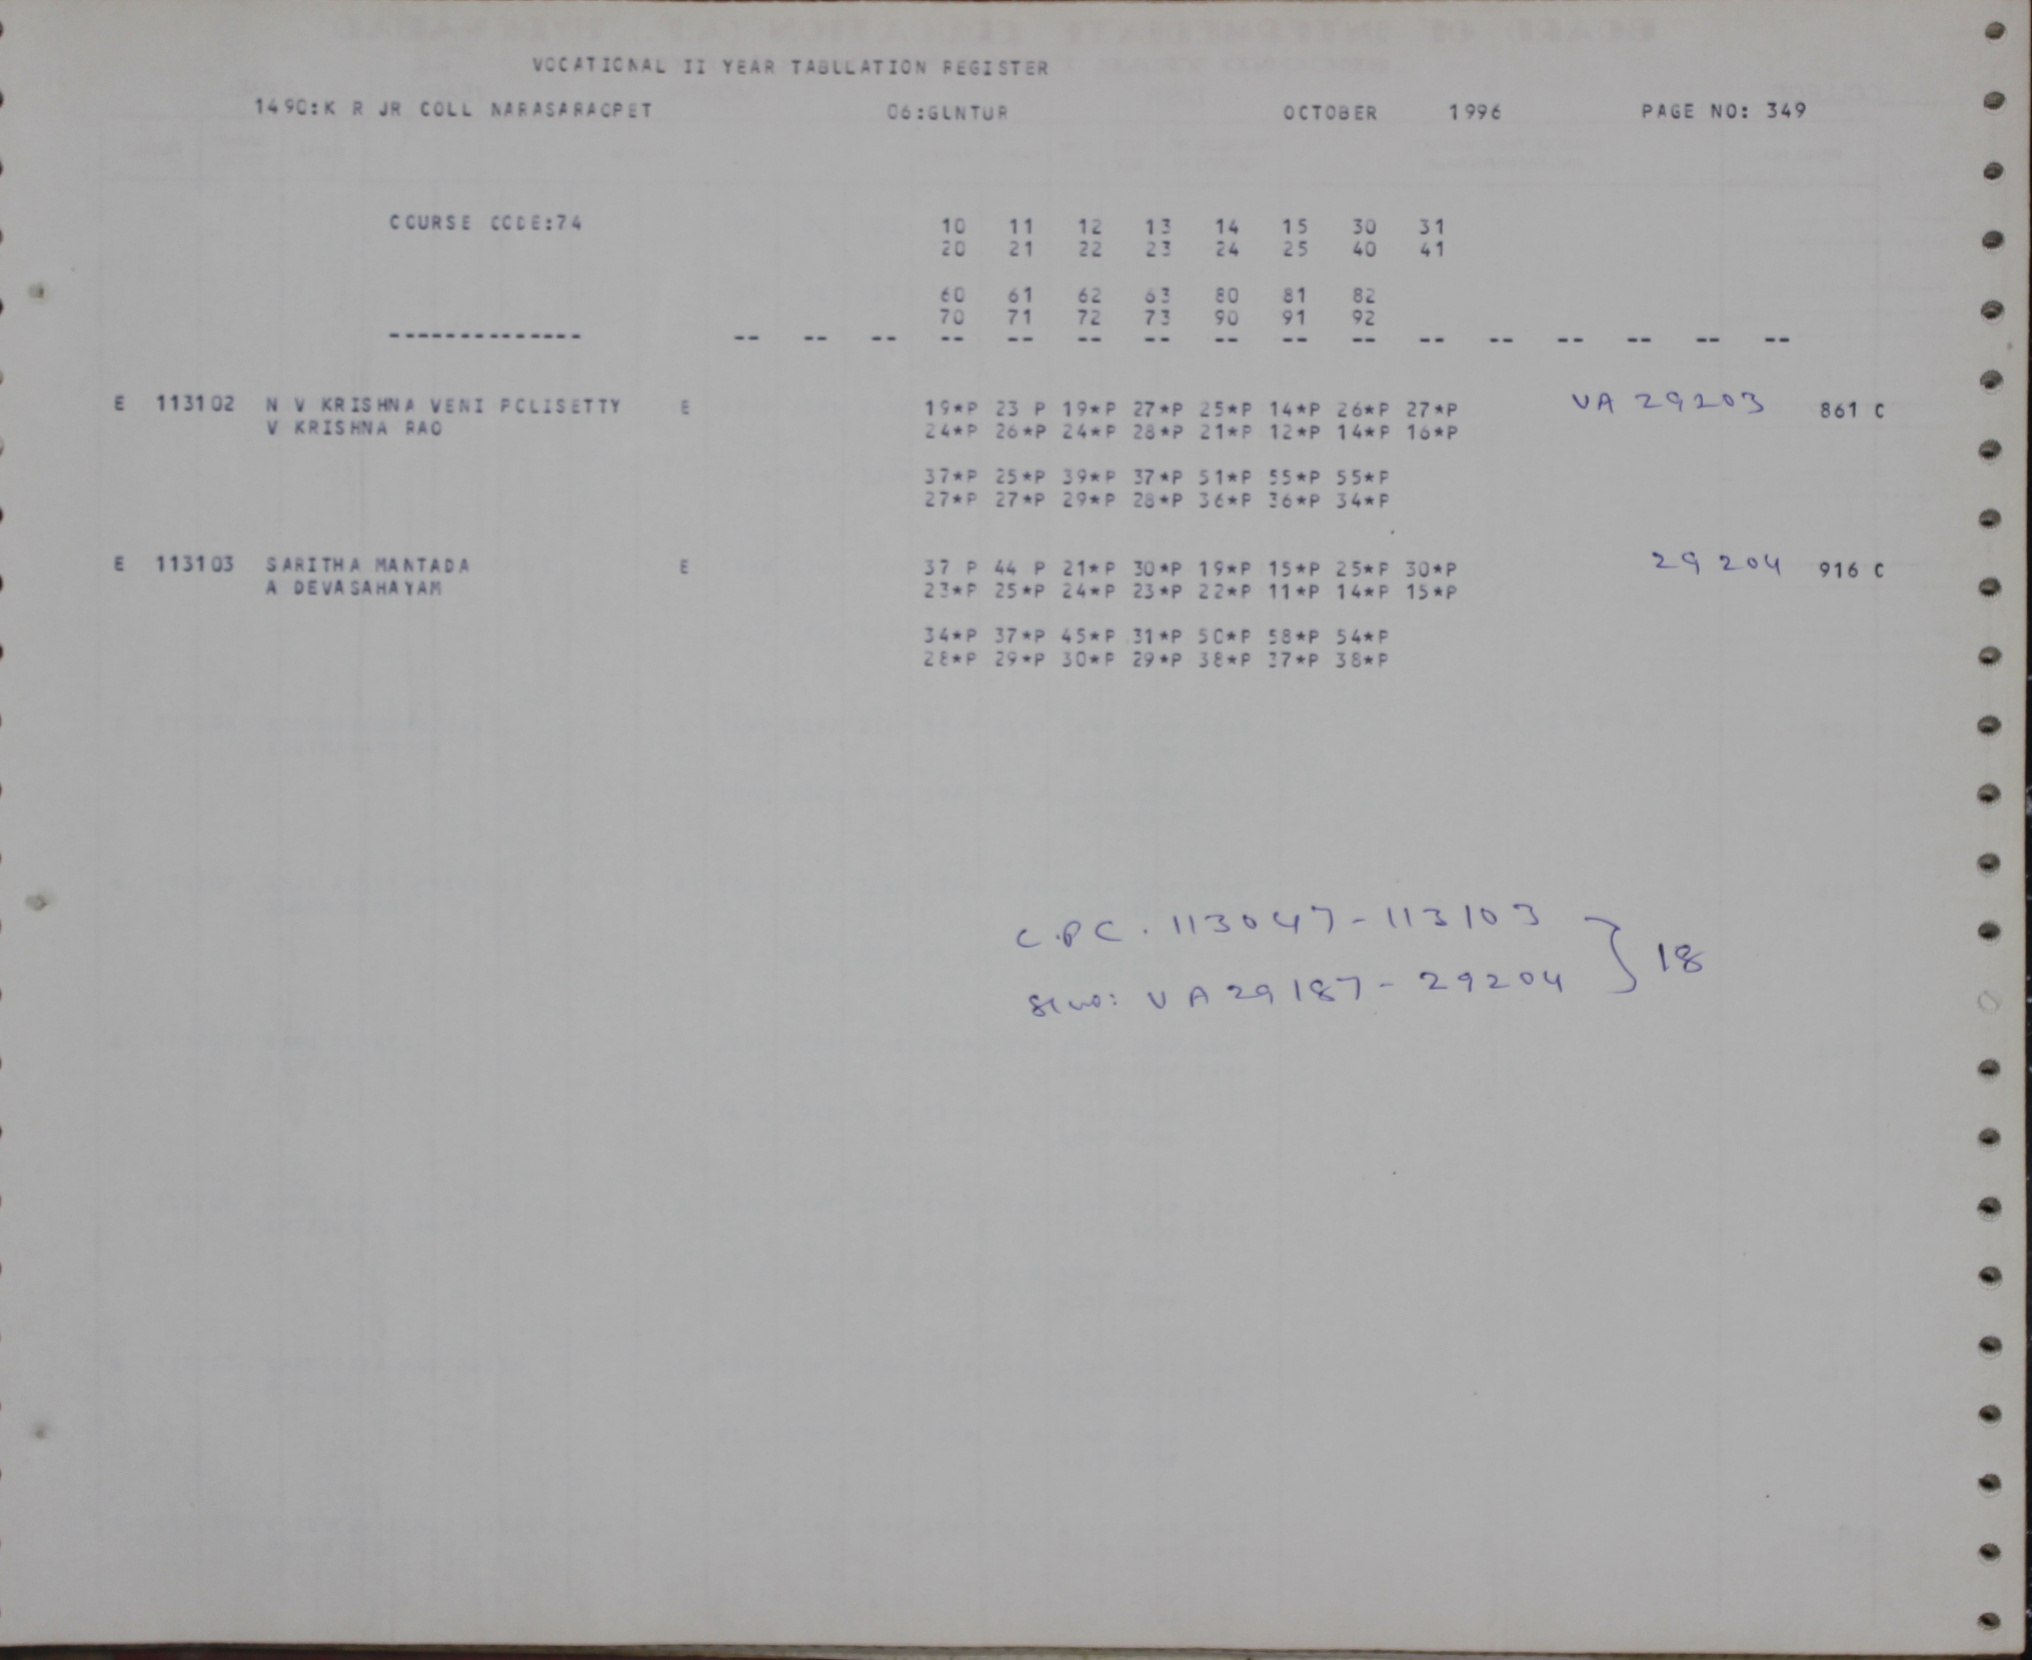 VOCATIONAL II YEAR TABULATION REGISTER
1490:K R JR COLL NARASARAOPET 06:GUNTUR OCTOBER 1996 PAGE NO: 349
COURSE CODE:74 10 11 12 13 14 15 30 31
20 21 22 23 24 25 40 41
60 61 62 63 80 81 82
70 71 72 73 90 91 92
-------------- -- -- -- -- -- -- -- -- -- -- -- -- -- -- -- --
E 113102 N V KRISHNA VENI POLISETTY E 19*P 23 P 19*P 27*P 25*P 14*P 26*P 27*P VA 29203 861 C
V KRISHNA RAO 24*P 26*P 24*P 28*P 21*P 12*P 14*P 16*P
37*P 25*P 39*P 37*P 51*P 55*P 55*P
27*P 27*P 29*P 28*P 36*P 36*P 34*P
E 113103 SARITHA MANTADA E 37 P 44 P 21*P 30*P 19*P 15*P 25*P 30*P 29204 916 C
A DEVASAHAYAM 23*P 25*P 24*P 23*P 22*P 11*P 14*P 15*P
34*P 37*P 45*P 31*P 50*P 58*P 54*P
28*P 29*P 30*P 29*P 38*P 37*P 38*P
C.P.C. 113047-113103
Slno: VA29187-29204 } 18